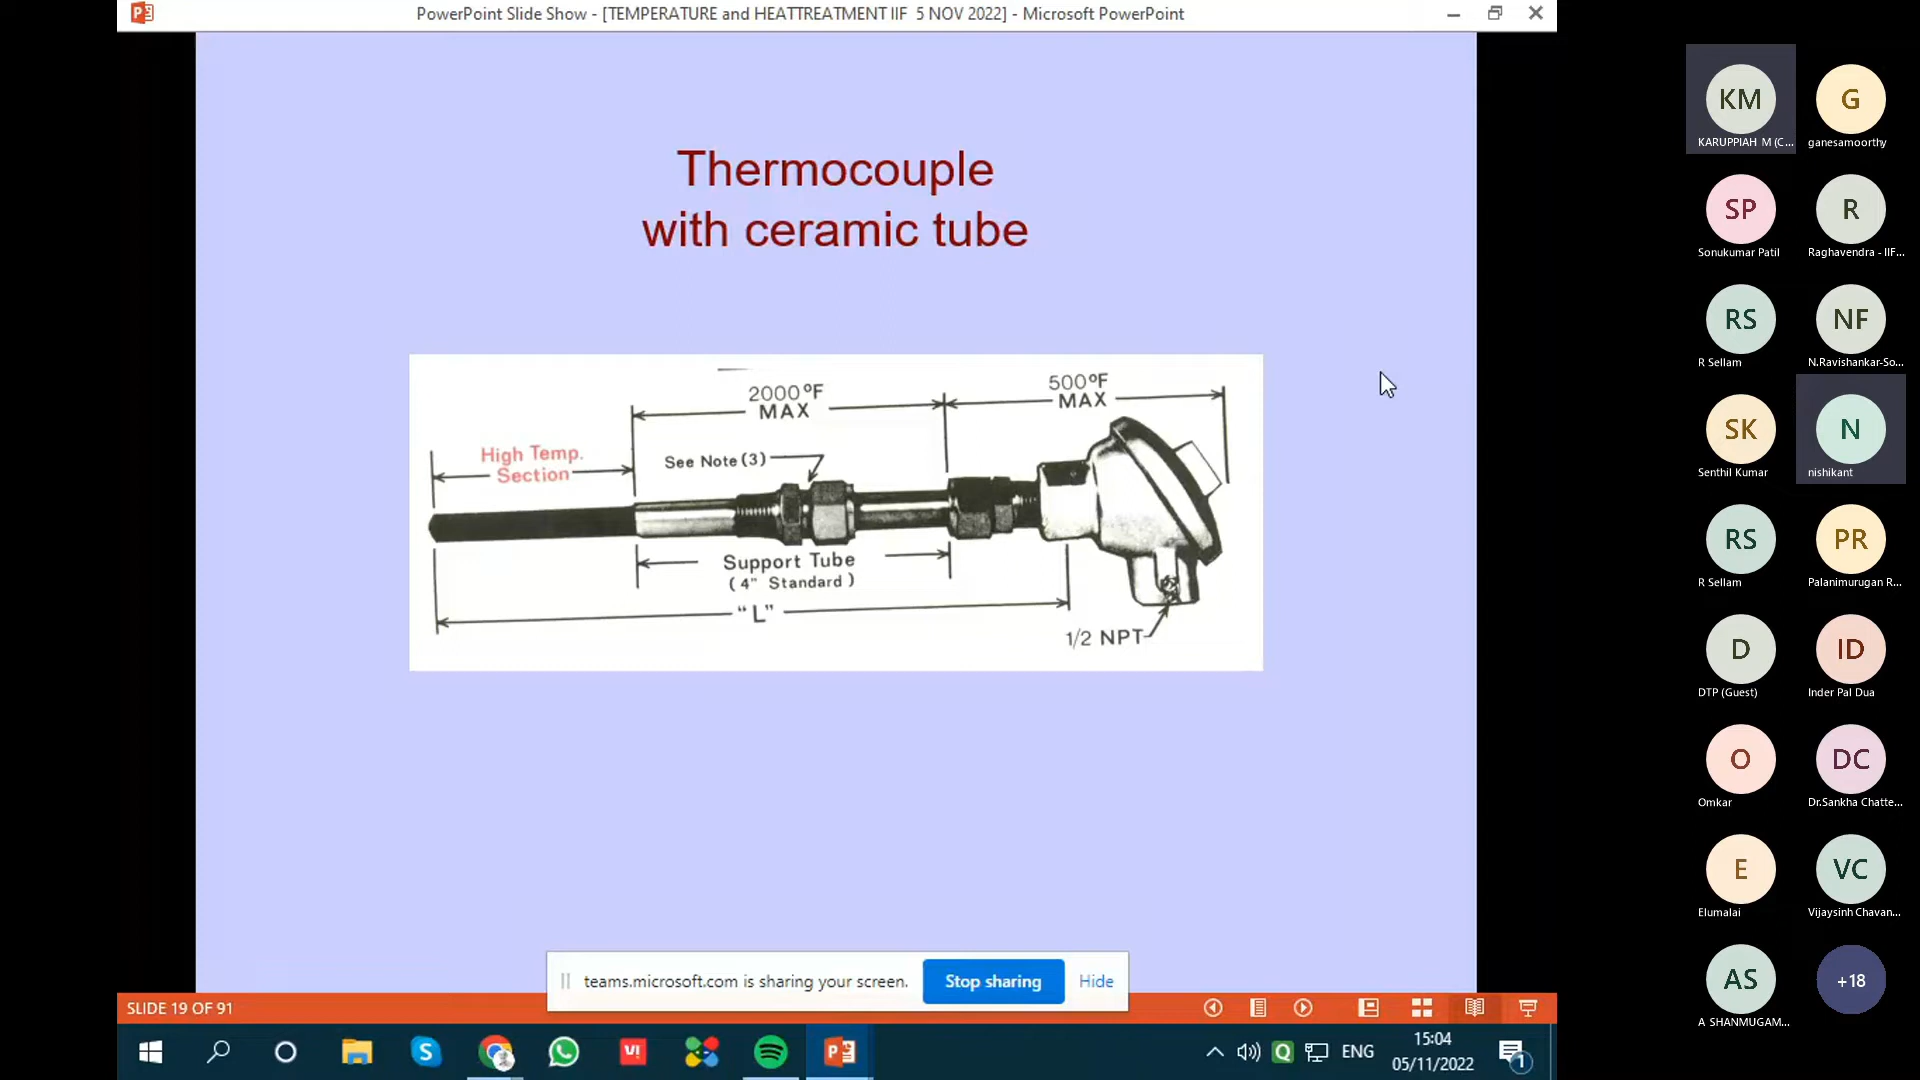 PowerPoint Slide Show - [TEMPERATURE and HEATTREATMENT IIF 5 NOV 2022] - Microsoft PowerPoint
Thermocouple
with ceramic tube
2000°F
MAX
500°F
MAX
High Temp.
Section
See Note (3)
Support Tube
(4" Standard)
"L"
1/2 NPT
teams.microsoft.com is sharing your screen.
Stop sharing
Hide
SLIDE 19 OF 91
ENG
15:04
05/11/2022
1
KM
KARUPPIAH M (C...
G
ganesamoorthy
SP
Sonukumar Patil
R
Raghavendra - IIF...
RS
R Sellam
NF
N.Ravishankar-So...
SK
Senthil Kumar
N
nishikant
RS
R Sellam
PR
Palanimurugan R...
D
DTP (Guest)
ID
Inder Pal Dua
O
Omkar
DC
Dr.Sankha Chatte...
E
Elumalai
VC
Vijaysinh Chavan...
AS
A SHANMUGAM...
+18